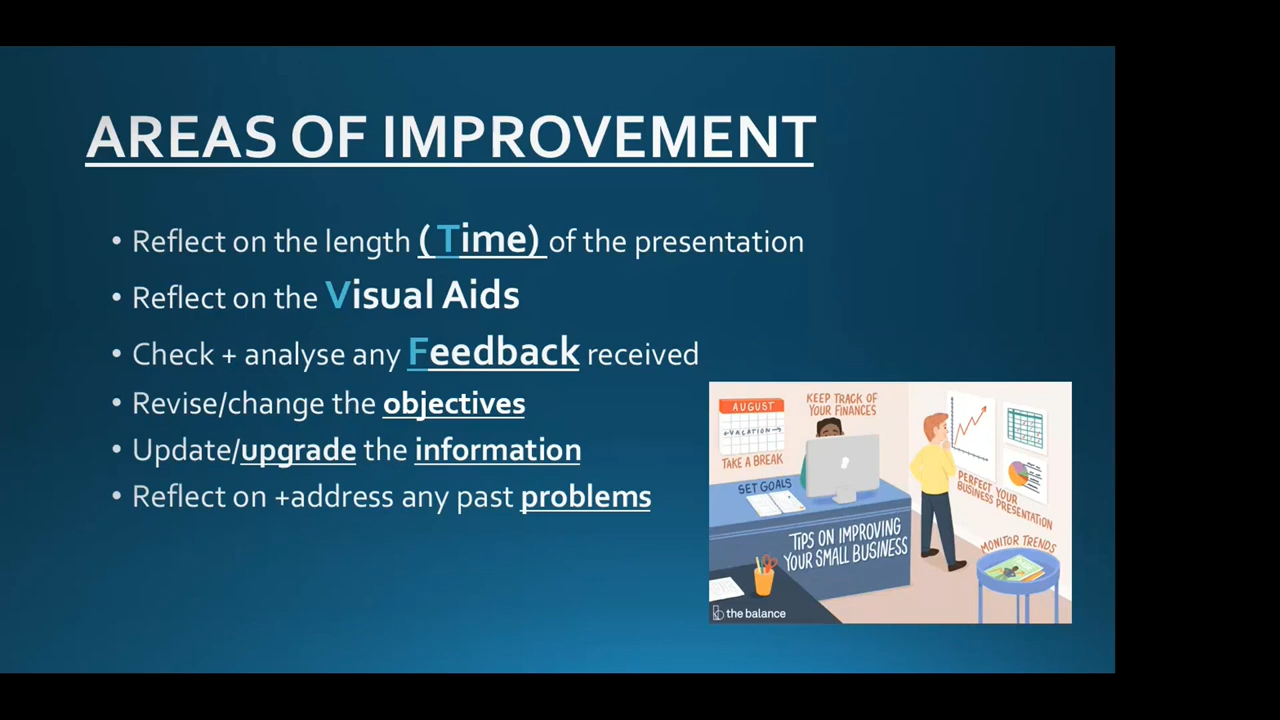 AREAS OF IMPROVEMENT
• Reflect on the length (Time) of the presentation
• Reflect on the Visual Aids
• Check + analyse any Feedback received
• Revise/change the objectives
• Update/upgrade the information
• Reflect on +address any past problems
AUGUST
VACATION
TAKE A BREAK
KEEP TRACK OF
YOUR FINANCES
SET GOALS
TIPS ON IMPROVING
YOUR SMALL BUSINESS
PERFECT YOUR
BUSINESS PRESENTATION
MONITOR TRENDS
the balance